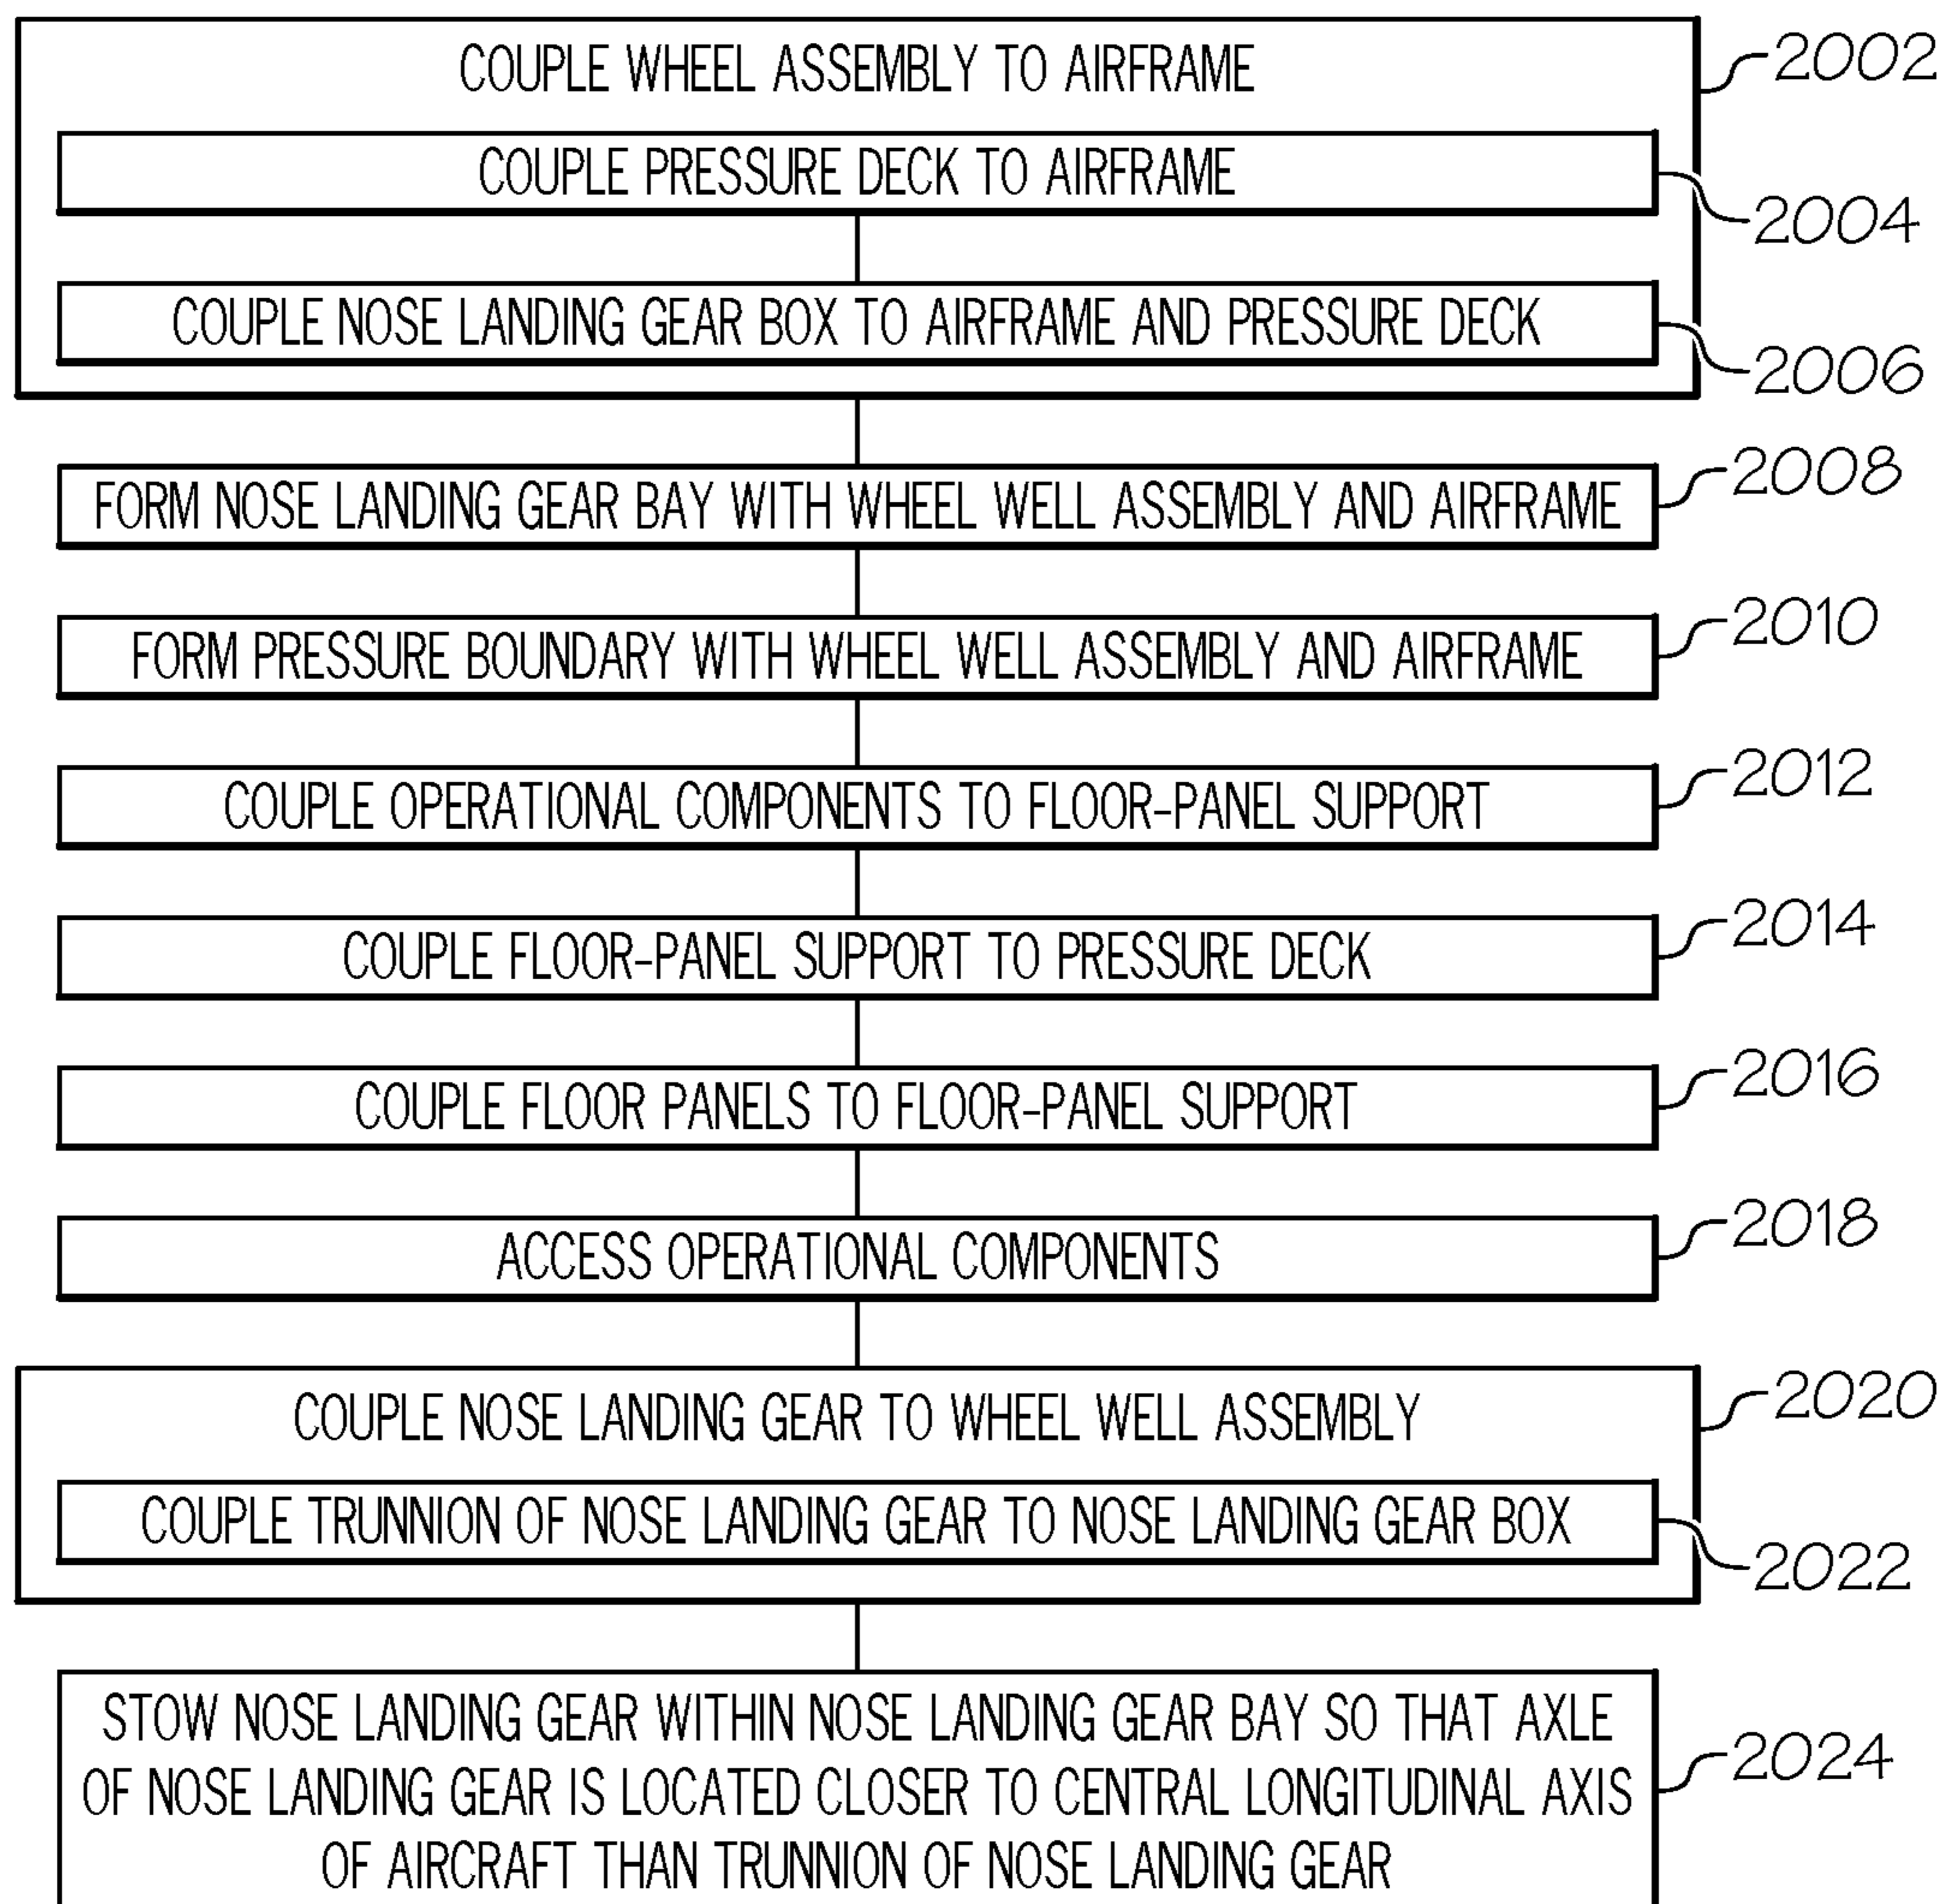 COUPLE WHEEL ASSEMBLY TO AIRFRAME
2002
COUPLE PRESSURE DECK TO AIRFRAME
2004
COUPLE NOSE LANDING GEAR BOX TO AIRFRAME AND PRESSURE DECK
2006
FORM NOSE LANDING GEAR BAY WITH WHEEL WELL ASSEMBLY AND AIRFRAME
2008
FORM PRESSURE BOUNDARY WITH WHEEL WELL ASSEMBLY AND AIRFRAME
2010
COUPLE OPERATIONAL COMPONENTS TO FLOOR-PANEL SUPPORT
2012
COUPLE FLOOR-PANEL SUPPORT TO PRESSURE DECK
2014
COUPLE FLOOR PANELS TO FLOOR-PANEL SUPPORT
2016
ACCESS OPERATIONAL COMPONENTS
2018
COUPLE NOSE LANDING GEAR TO WHEEL WELL ASSEMBLY
2020
COUPLE TRUNNION OF NOSE LANDING GEAR TO NOSE LANDING GEAR BOX
2022
STOW NOSE LANDING GEAR WITHIN NOSE LANDING GEAR BAY SO THAT AXLE
OF NOSE LANDING GEAR IS LOCATED CLOSER TO CENTRAL LONGITUDINAL AXIS
OF AIRCRAFT THAN TRUNNION OF NOSE LANDING GEAR
2024